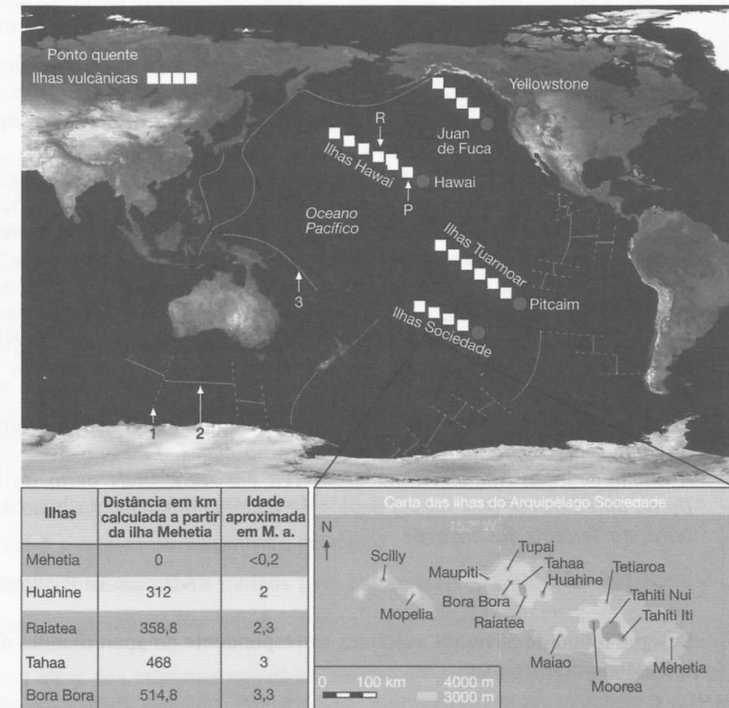 Ponto quente
Ilhas vulcânicas
Yellowstone
R
Juan
de Fuca
Ilhas Hawai
Hawai
P
Oceano
Pacífico
Ilhas Tuarmoar
3
Pitcairn
Ilhas Sociedade
1
2
Ilhas
Distância em km
calculada a partir
da ilha Mehetia
Idade
aproximada
em M. a.
Mehetia
0
<0,2
Huahine
312
2
Raiatea
358,8
2,3
Tahaa
468
3
Bora Bora
514,8
3,3
Carta das ilhas do Arquipélago Sociedade
152° W
N
Scilly
Mopelia
Maupiti
Tupai
Tahaa
Huahine
Bora Bora
Raiatea
Tetiaroa
Tahiti Nui
Tahiti Iti
Maiao
Moorea
Mehetia
0 100 km
4000 m
3000 m